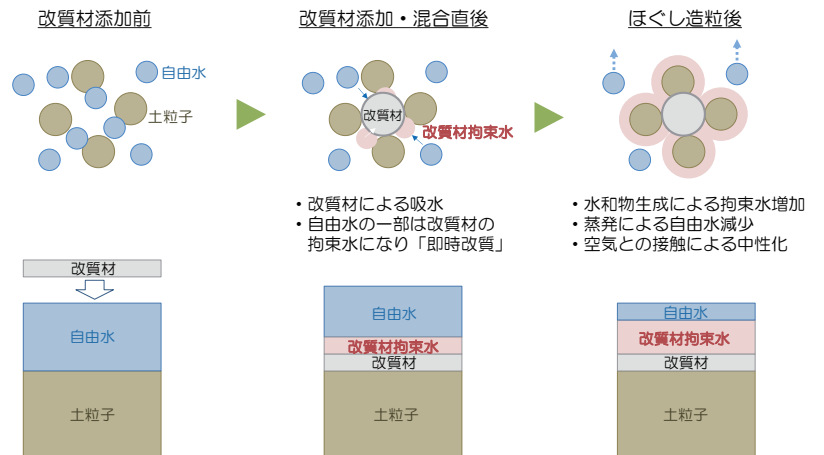 改質材添加前
改質材添加・混合直後
ほぐし造粒後
自由水
土粒子
改質材
改質材拘束水
・改質材による吸水
・自由水の一部は改質材の
拘束水になり「即時改質」
・水和物生成による拘束水増加
・蒸発による自由水減少
・空気との接触による中性化
改質材
自由水
土粒子
自由水
改質材拘束水
改質材
土粒子
自由水
改質材拘束水
改質材
土粒子